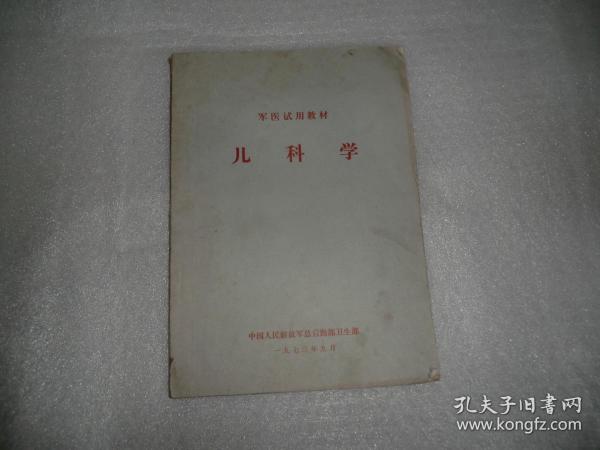 军医试用教材
儿科学
中国人民解放军总后勤部卫生部
一九七三年九月
孔夫子旧書网
www.kongfz.com